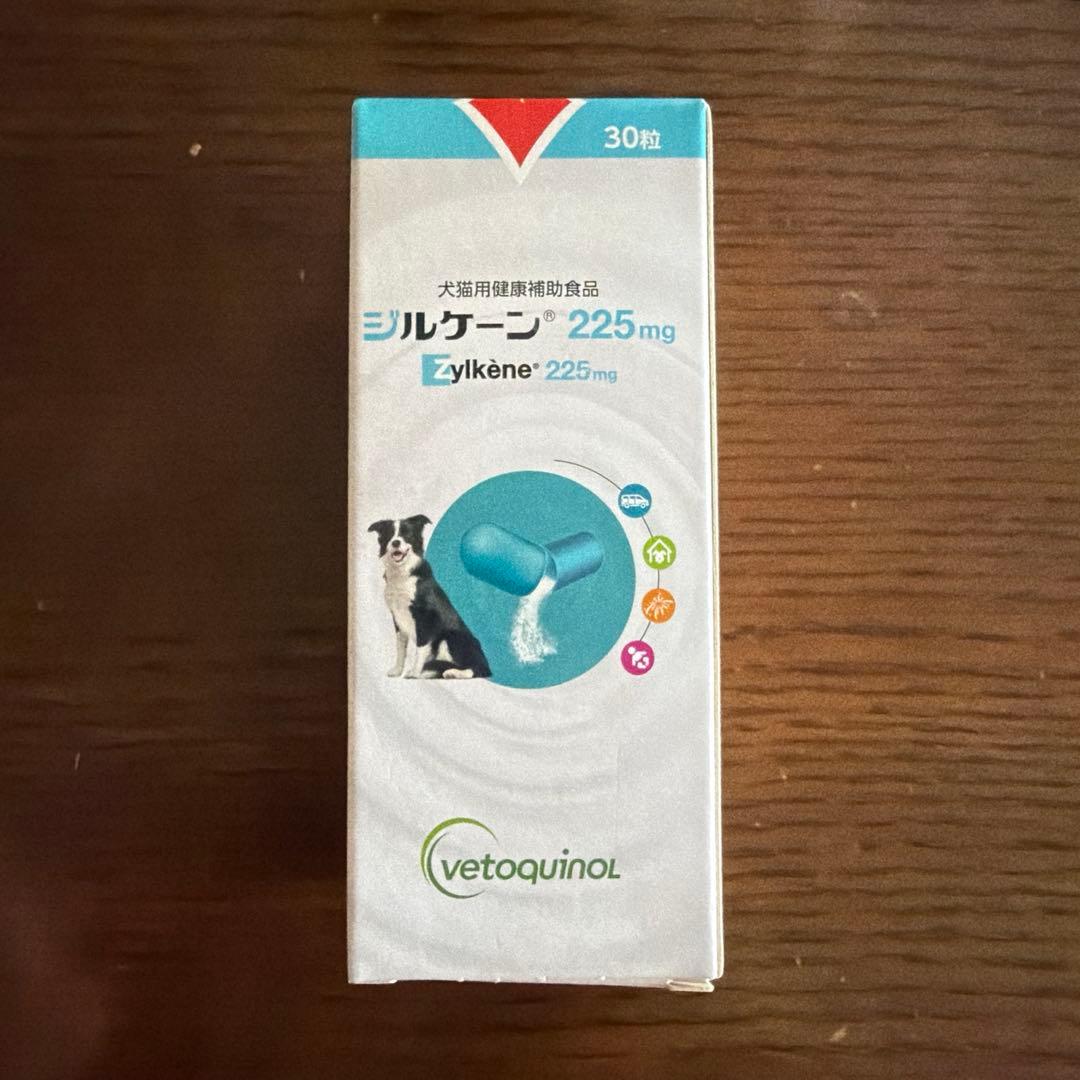 30粒
犬猫用健康補助食品
ジルケーン® 225mg
Zylkène® 225mg
vetoquinol